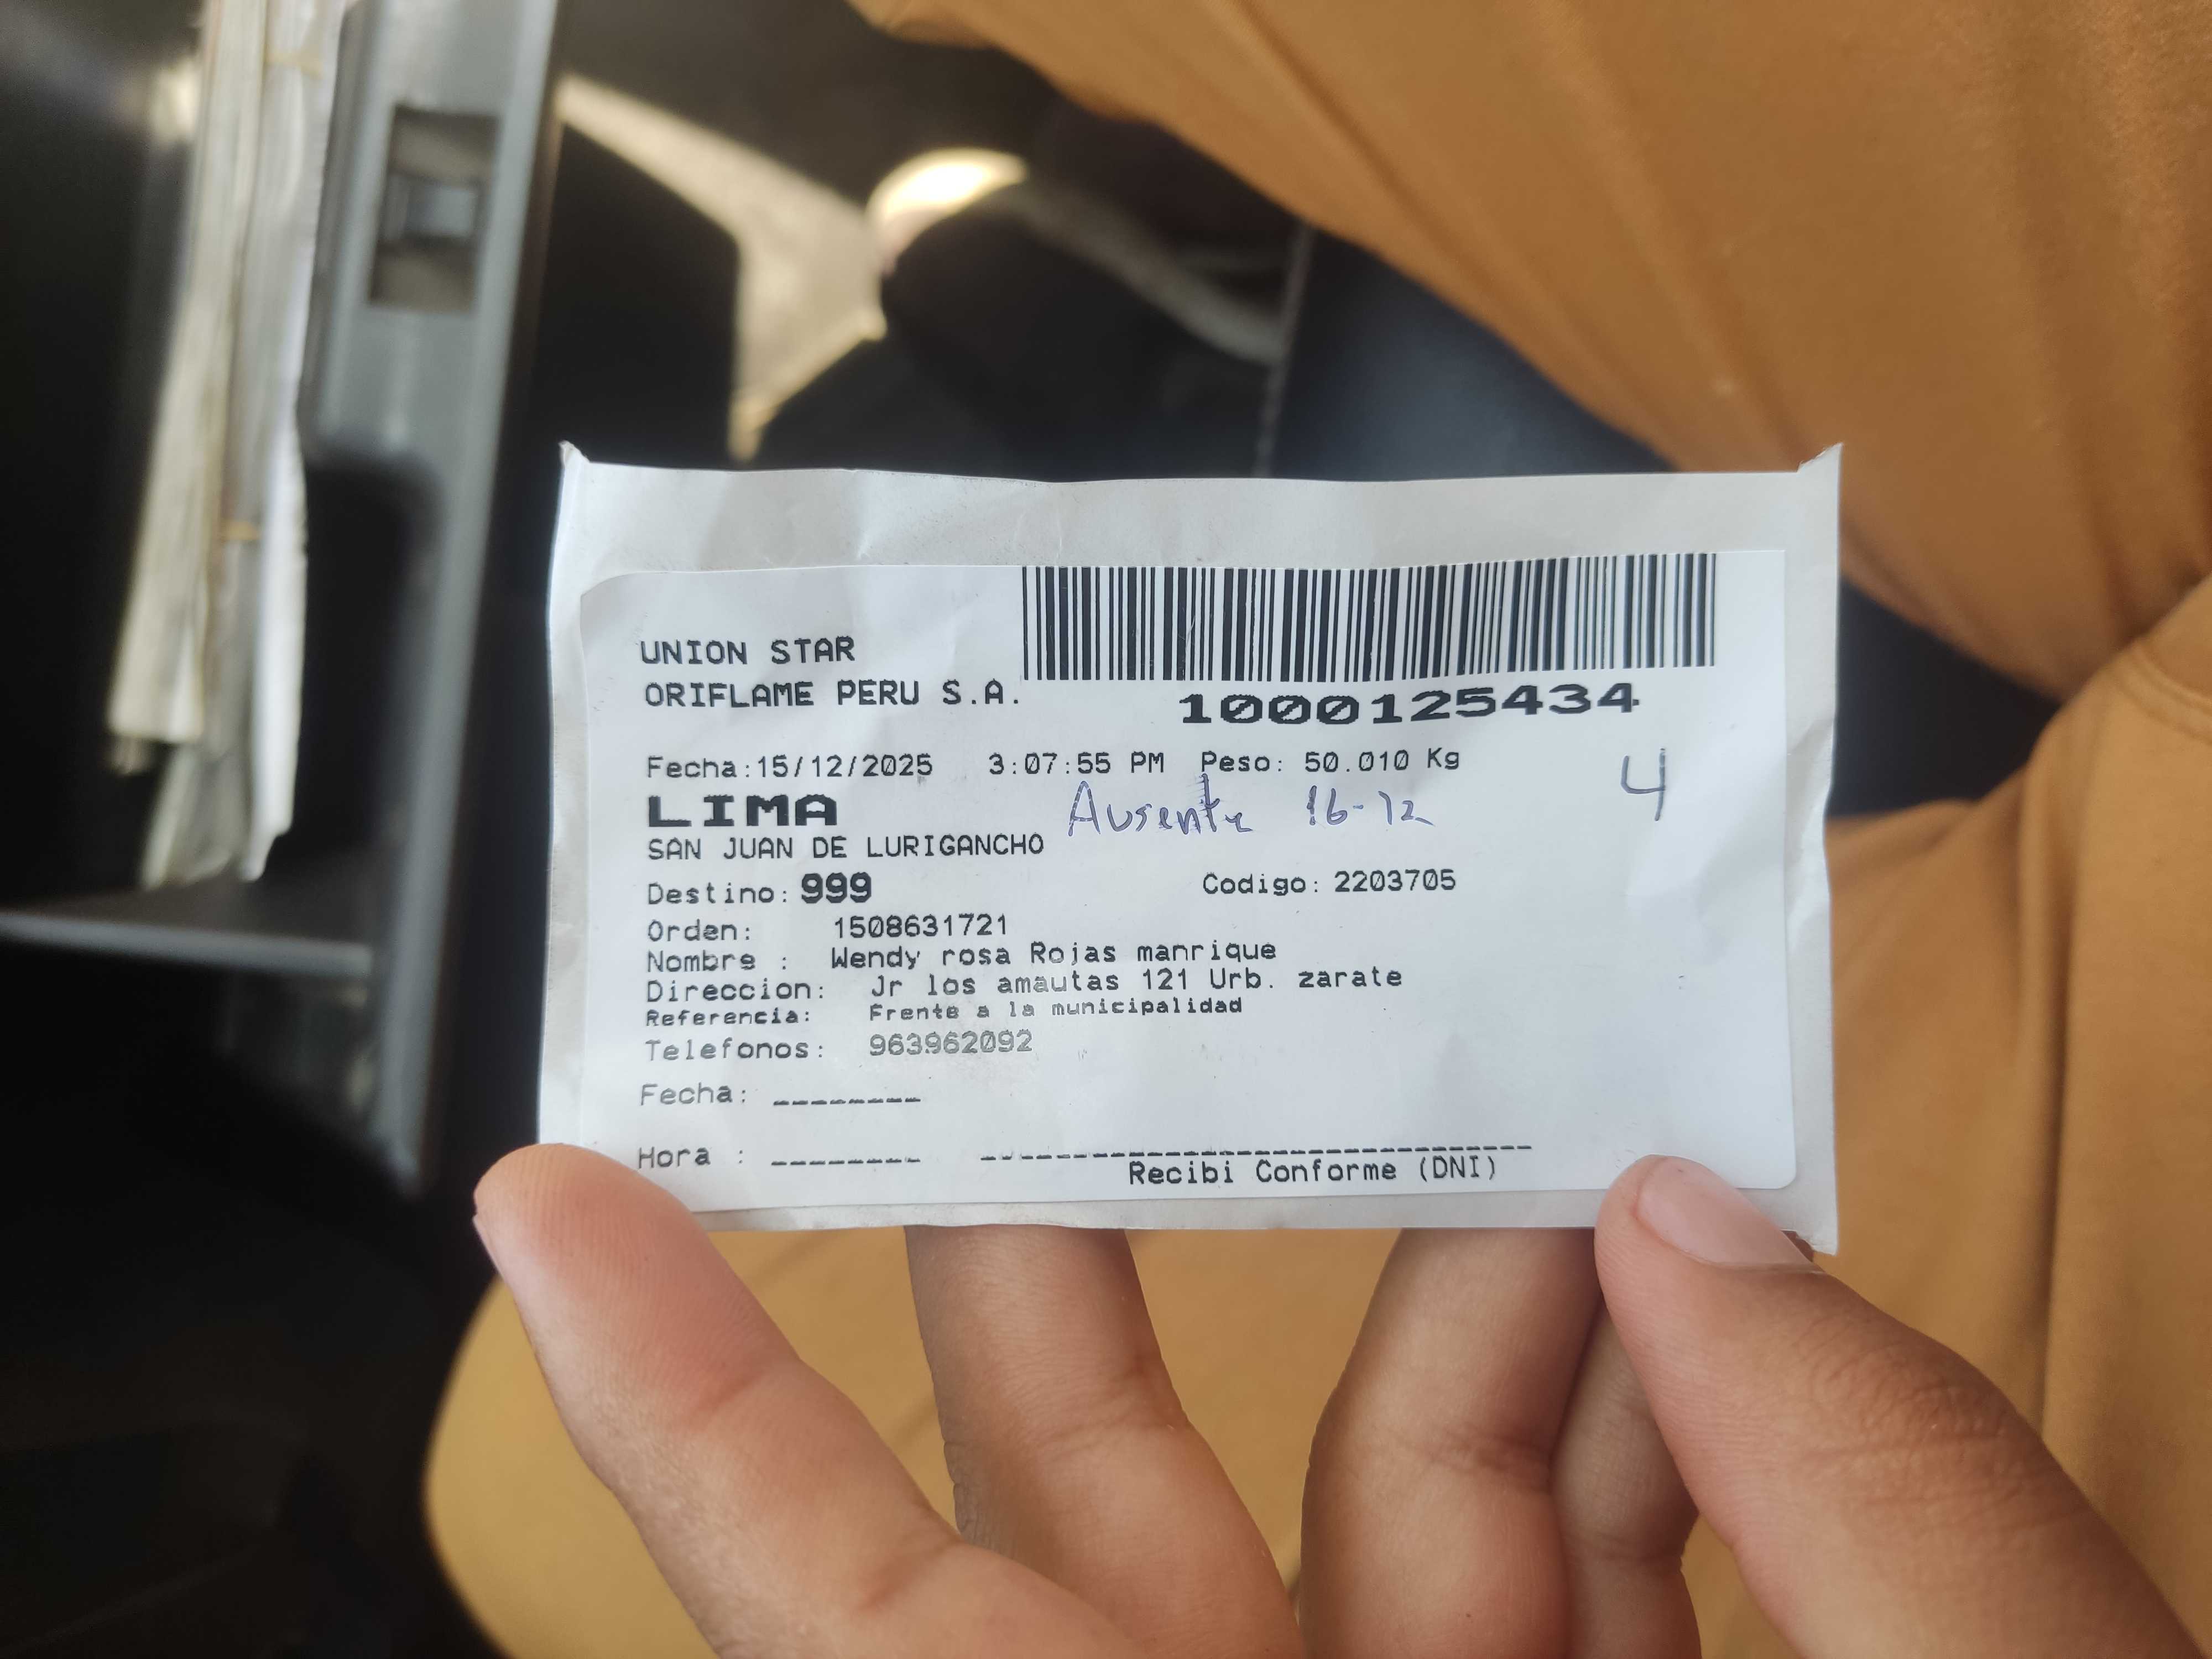 UNION STAR
ORIFLAME PERU S.A.
1000125434
Fecha:15/12/2025 3:07:55 PM Peso: 50.010 Kg
4
LIMA
Ausente 16-12
SAN JUAN DE LURIGANCHO
Destino: 999 Codigo: 2203705
Orden: 1508631721
Nombre : Wendy rosa Rojas manrique
Direccion: Jr los amautas 121 Urb. zarate
Referencia: Frente a la municipalidad
Telefonos: 963962092
Fecha: _________
Hora : ________ ____________________________
Recibi Conforme (DNI)